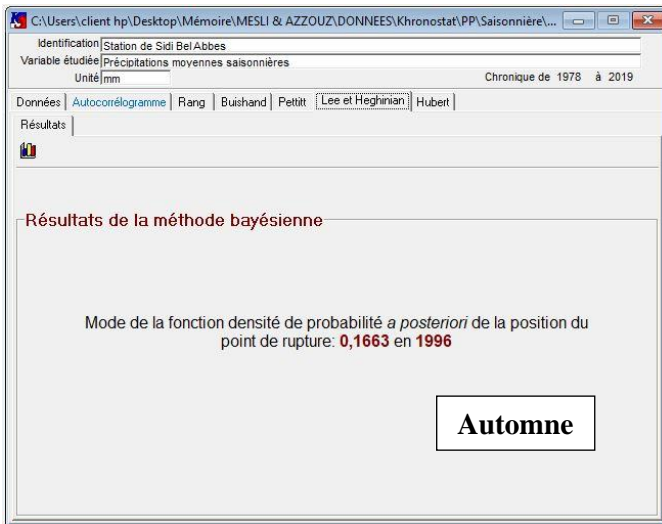 C:\Users\client hp\Desktop\Mémoire\MESLI & AZZOUZ\DONNEES\Khronostat\PP\Saisonnière\...
Identification Station de Sidi Bel Abbes
Variable étudiée Précipitations moyennes saisonnières
Unité mm Chronique de 1978 à 2019
Données Autocorrélogramme Rang Buishand Pettitt Lee et Heghinian Hubert
Résultats
Résultats de la méthode bayésienne
Mode de la fonction densité de probabilité a posteriori de la position du
point de rupture: 0,1663 en 1996
Automne